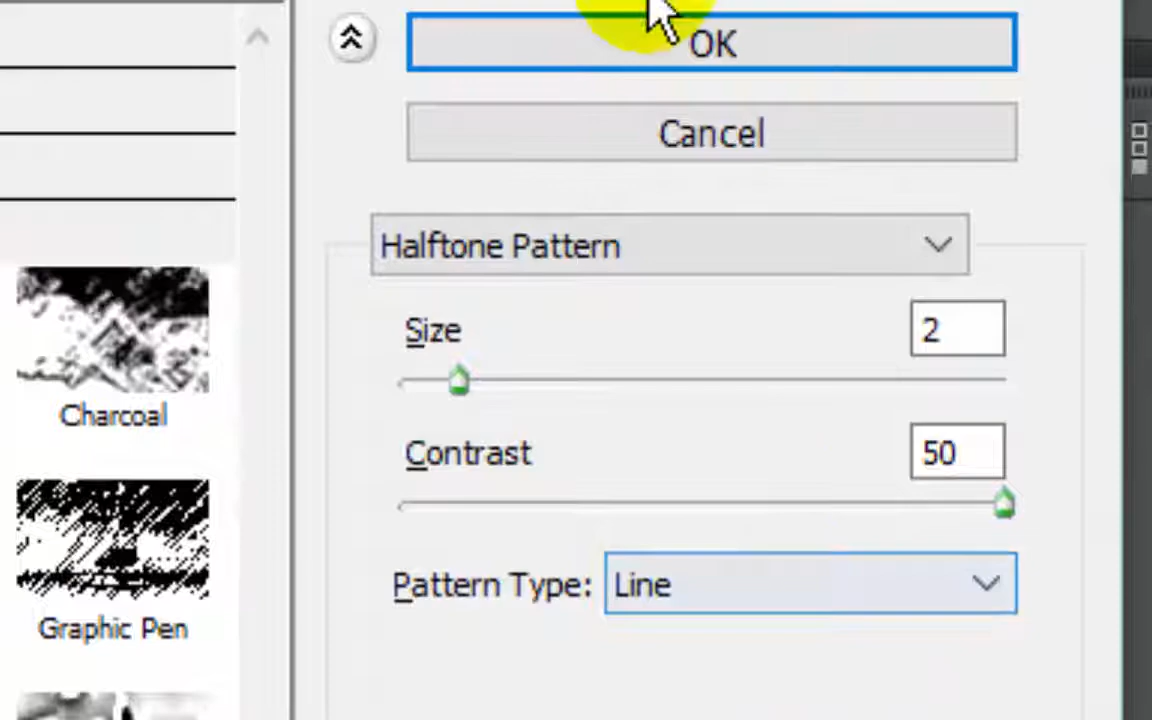 OK
Cancel
Halftone Pattern
Size 2
Charcoal
Contrast 50
Pattern Type: Line
Graphic Pen